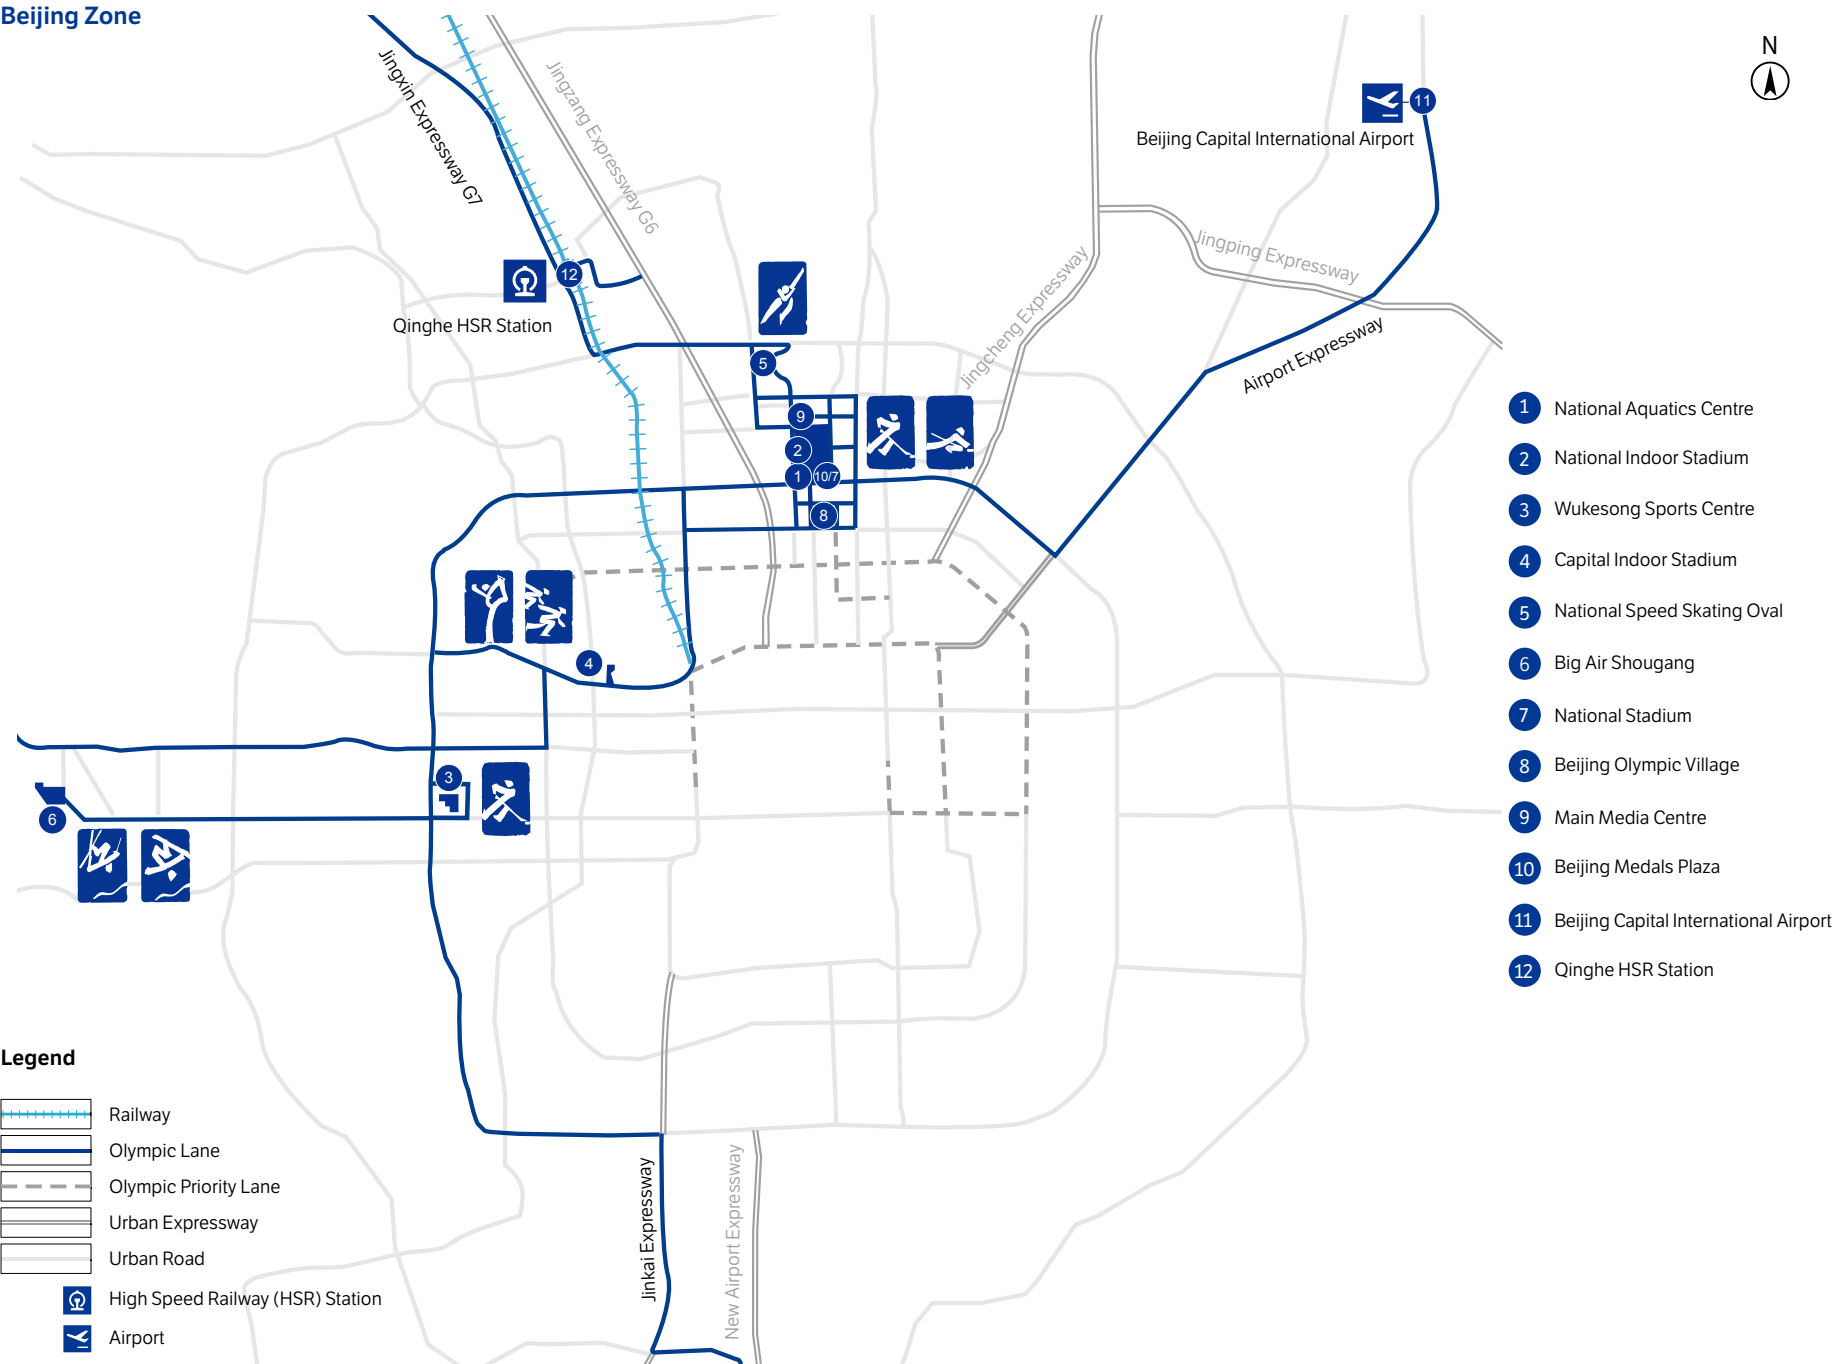 Beijing Zone
N
Jingxin Expressway G7
Jingzang Expressway G6
11
Beijing Capital International Airport
Jingping Expressway
12
Qinghe HSR Station
Jingcheng Expressway
Airport Expressway
5
9
2
1
10/7
8
4
3
6
1 National Aquatics Centre
2 National Indoor Stadium
3 Wukesong Sports Centre
4 Capital Indoor Stadium
5 National Speed Skating Oval
6 Big Air Shougang
7 National Stadium
8 Beijing Olympic Village
9 Main Media Centre
10 Beijing Medals Plaza
11 Beijing Capital International Airport
12 Qinghe HSR Station
Jinkai Expressway
New Airport Expressway
Legend
Railway
Olympic Lane
Olympic Priority Lane
Urban Expressway
Urban Road
High Speed Railway (HSR) Station
Airport